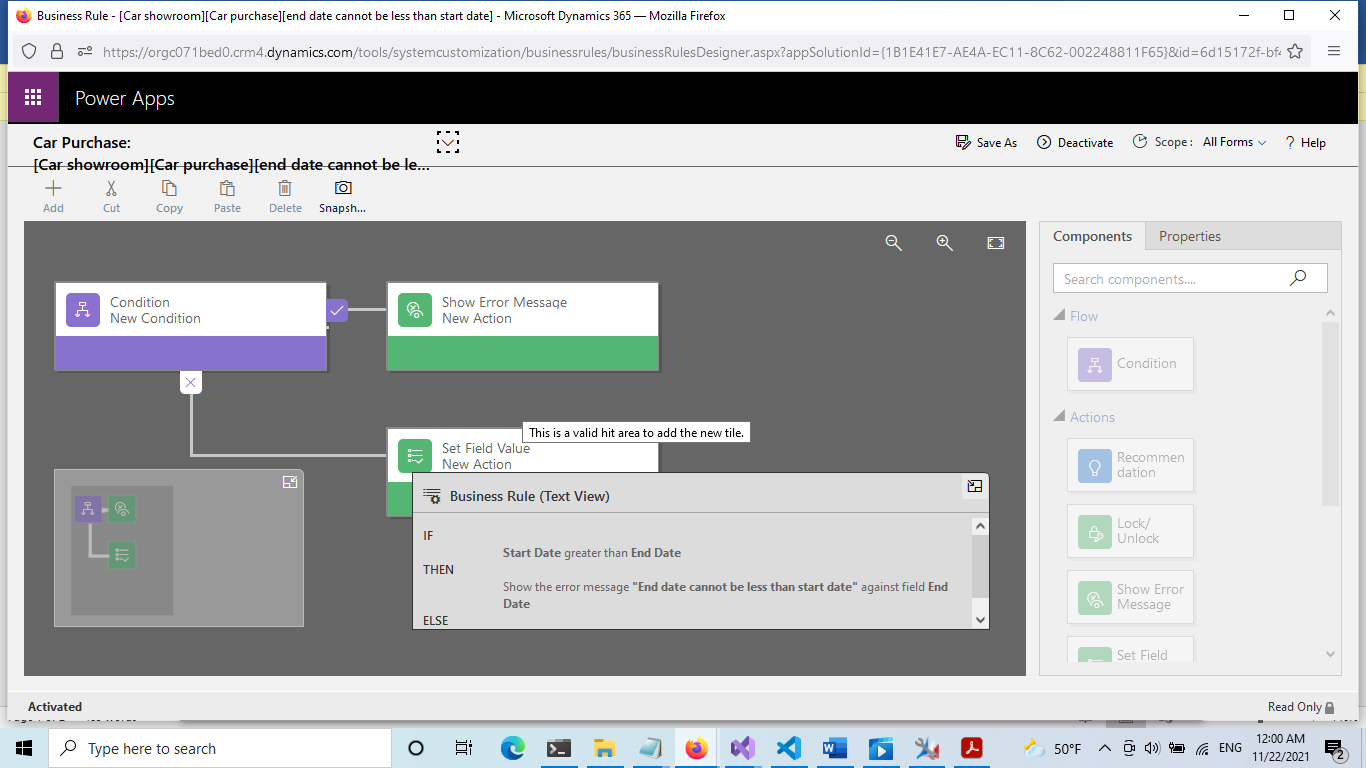 Business Rule - [Car showroom][Car purchase][end date cannot be less than start date] - Microsoft Dynamics 365 — Mozilla Firefox
https://orgc071bed0.crm4.dynamics.com/tools/systemcustomization/businessrules/businessRulesDesigner.aspx?appSolutionId={1B1E41E7-AE4A-EC11-8C62-002248811F65}&id=6d15172f-bf4
Power Apps
Car Purchase:
[Car showroom][Car purchase][end date cannot be le...
Save As
Deactivate
Scope :
All Forms
? Help
Add
Cut
Copy
Paste
Delete
Snapsh...
Components
Properties
Search components....
Condition
New Condition
Show Error Message
New Action
Flow
Condition
Actions
This is a valid hit area to add the new tile.
Set Field Value
New Action
Recommen
dation
Business Rule (Text View)
Lock/
Unlock
IF
Start Date greater than End Date
THEN
Show the error message "End date cannot be less than start date" against field End
Date
ELSE
Show Error
Message
Set Field
Activated
Read Only
Type here to search
50°F
ENG
12:00 AM
11/22/2021
2